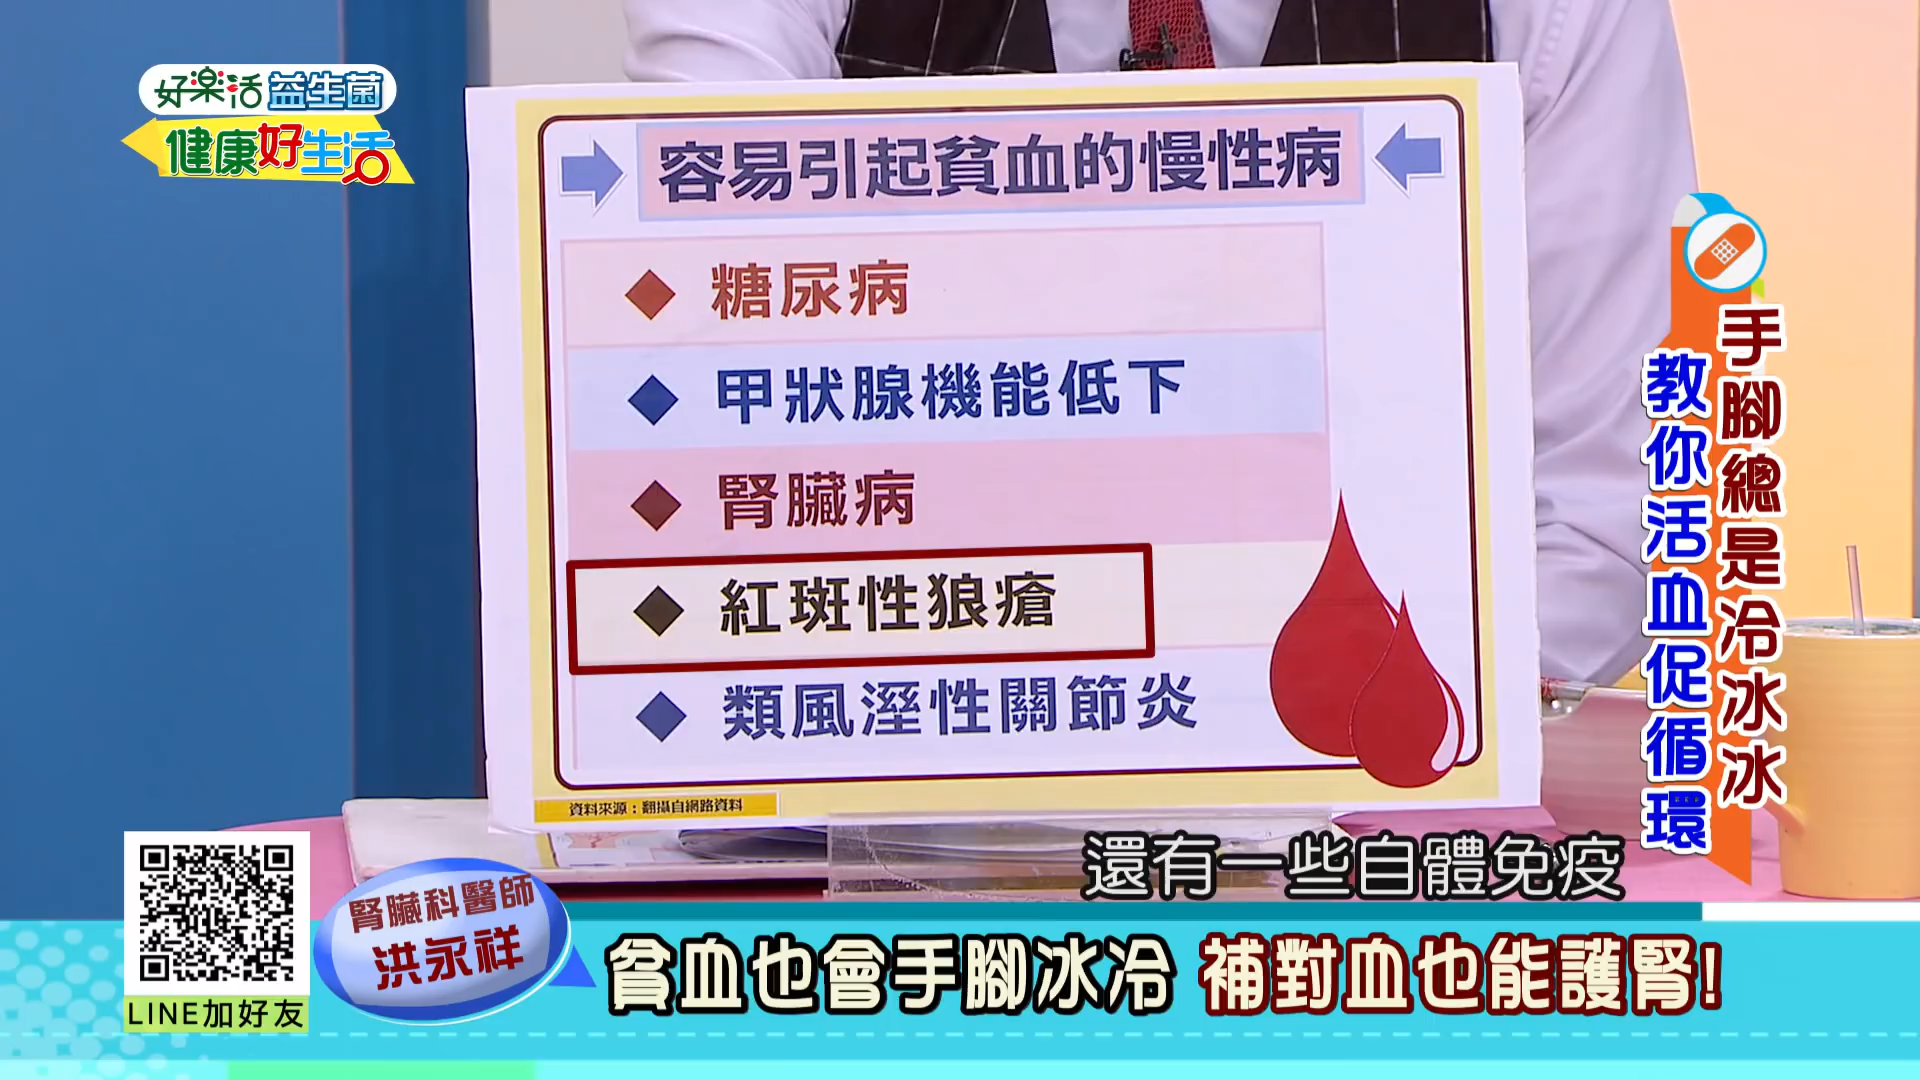 好樂活益生菌
健康好生活
容易引起貧血的慢性病
糖尿病
甲狀腺機能低下
腎臟病
紅斑性狼瘡
類風溼性關節炎
資料來源：翻攝自網路資料
手腳總是冷冰冰
教你活血促循環
還有一些自體免疫
腎臟科醫師
洪永祥
貧血也會手腳冰冷 補對血也能護腎!
LINE加好友